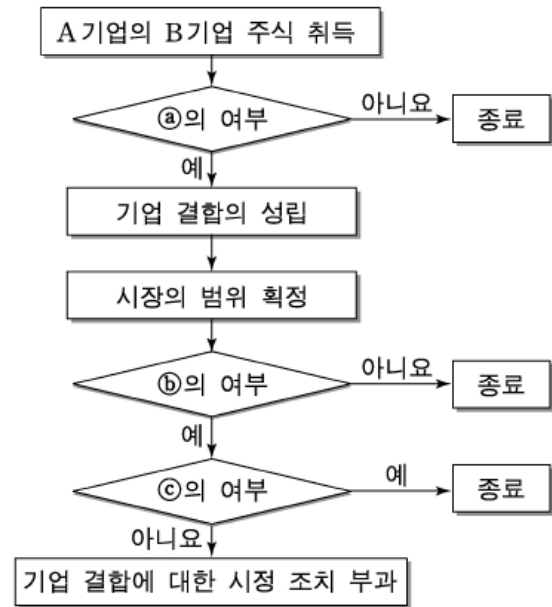 A기업의 B기업 주식 취득
ⓐ의 여부
아니요
종료
예
기업 결합의 성립
시장의 범위 획정
ⓑ의 여부
아니요
종료
예
ⓒ의 여부
예
종료
아니요
기업 결합에 대한 시정 조치 부과